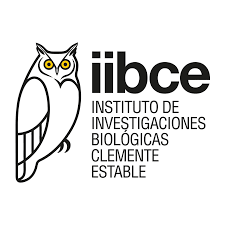 iibce
INSTITUTO DE
INVESTIGACIONES
BIOLÓGICAS
CLEMENTE
ESTABLE